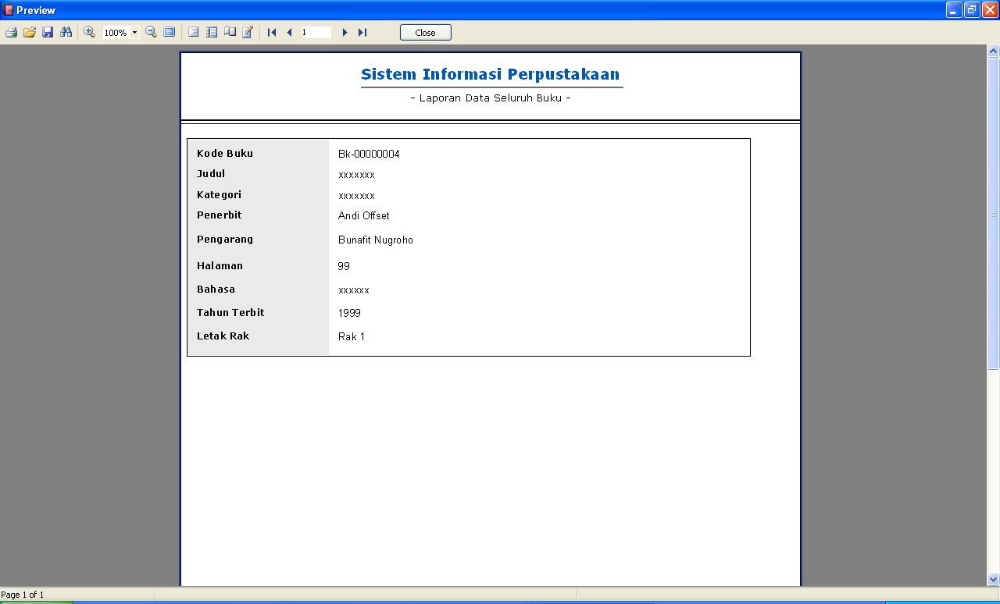 Preview
100% 1 Close
Sistem Informasi Perpustakaan
- Laporan Data Seluruh Buku -
Kode Buku Bk-00000004
Judul xxxxxxx
Kategori xxxxxxx
Penerbit Andi Offset
Pengarang Bunafit Nugroho
Halaman 99
Bahasa xxxxxx
Tahun Terbit 1999
Letak Rak Rak 1
Page 1 of 1